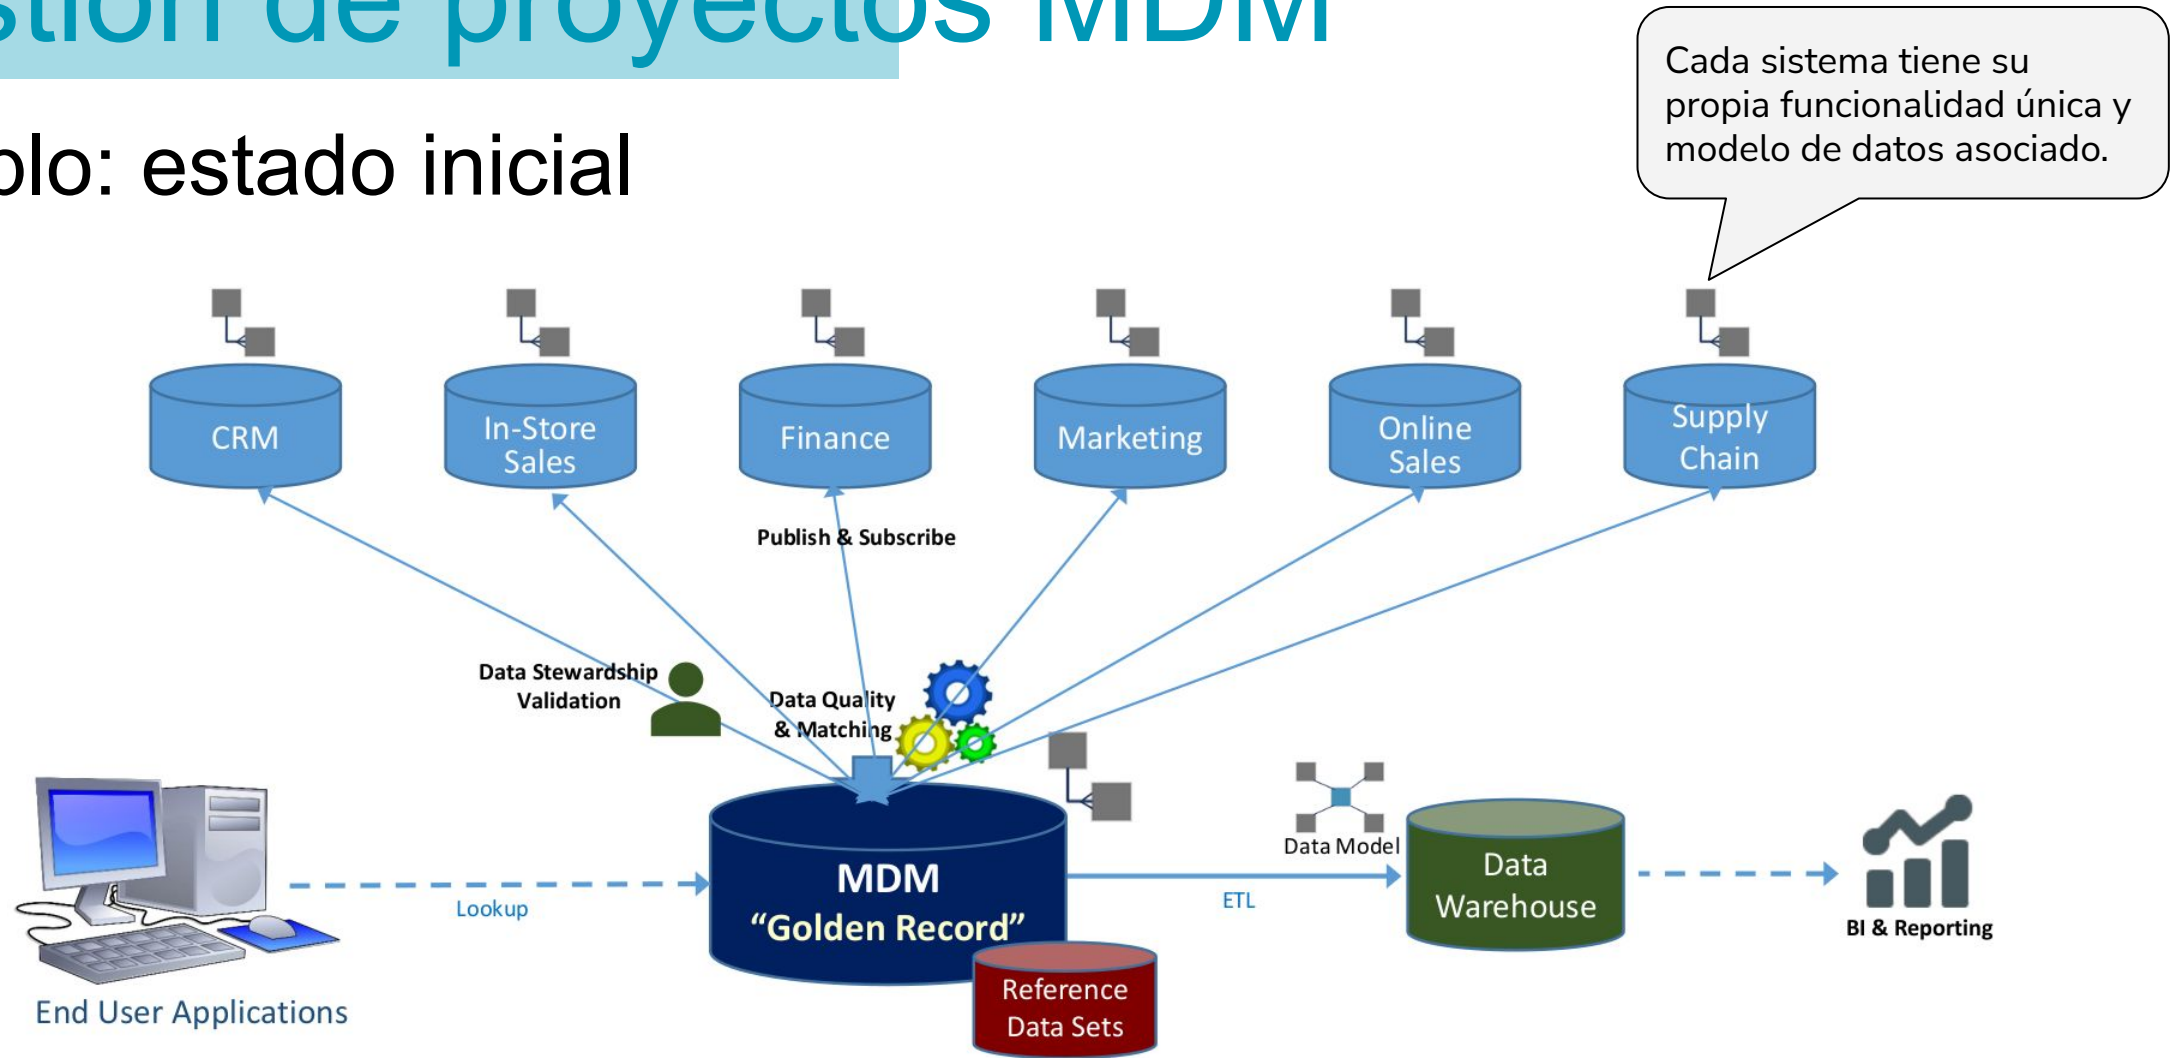 stión de proyectos MDM
plo: estado inicial
Cada sistema tiene su
propia funcionalidad única y
modelo de datos asociado.
CRM
In-Store
Sales
Finance
Marketing
Online
Sales
Supply
Chain
Publish & Subscribe
Data Stewardship
Validation
Data Quality
& Matching
Lookup
MDM
“Golden Record”
Reference
Data Sets
Data Model
ETL
Data
Warehouse
BI & Reporting
End User Applications